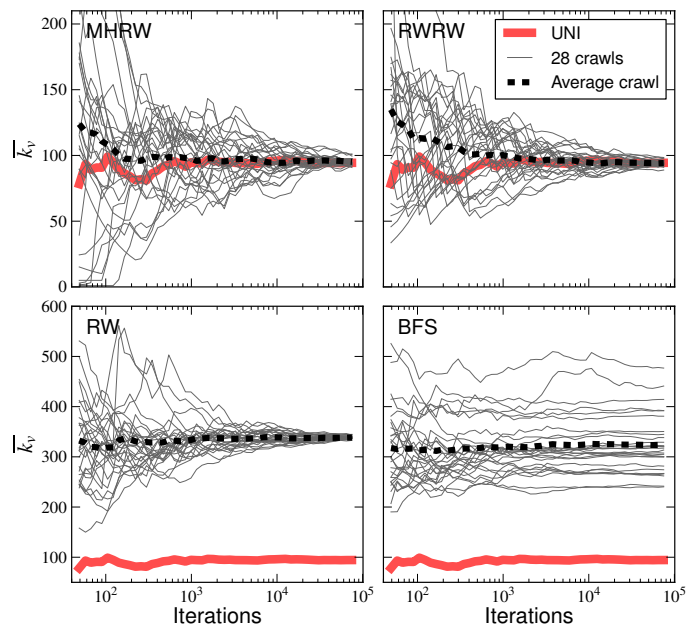 MHRW
RWRW
UNI
28 crawls
Average crawl
200
150
100
50
0
k̅ᵥ
RW
BFS
600
500
400
300
200
100
k̅ᵥ
10² 10³ 10⁴ 10⁵
10² 10³ 10⁴ 10⁵
Iterations
Iterations